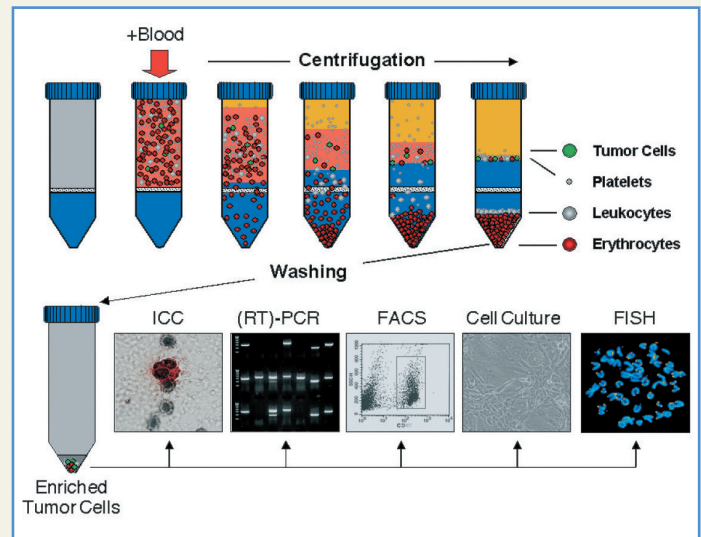 +Blood
Centrifugation
Tumor Cells
Platelets
Leukocytes
Erythrocytes
Washing
ICC
(RT)-PCR
FACS
Cell Culture
FISH
Enriched
Tumor Cells